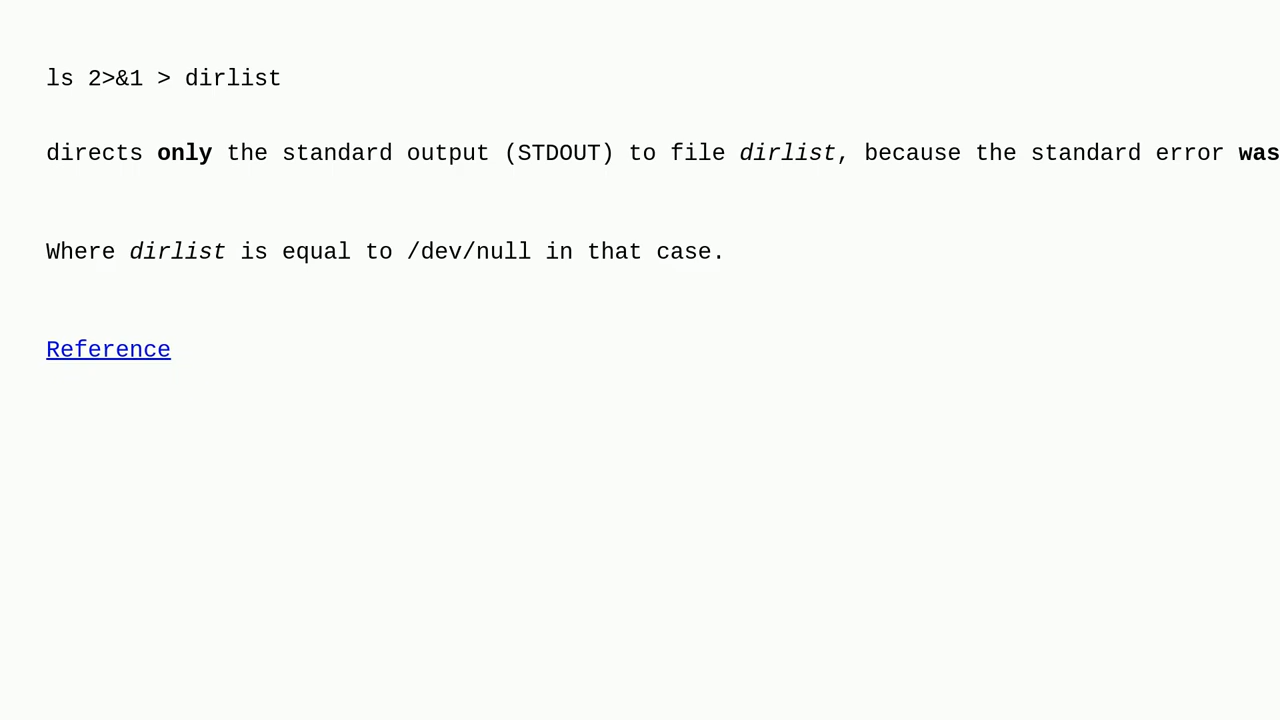 ls 2>&1 > dirlist
directs only the standard output (STDOUT) to file dirlist, because the standard error was
Where dirlist is equal to /dev/null in that case.
Reference